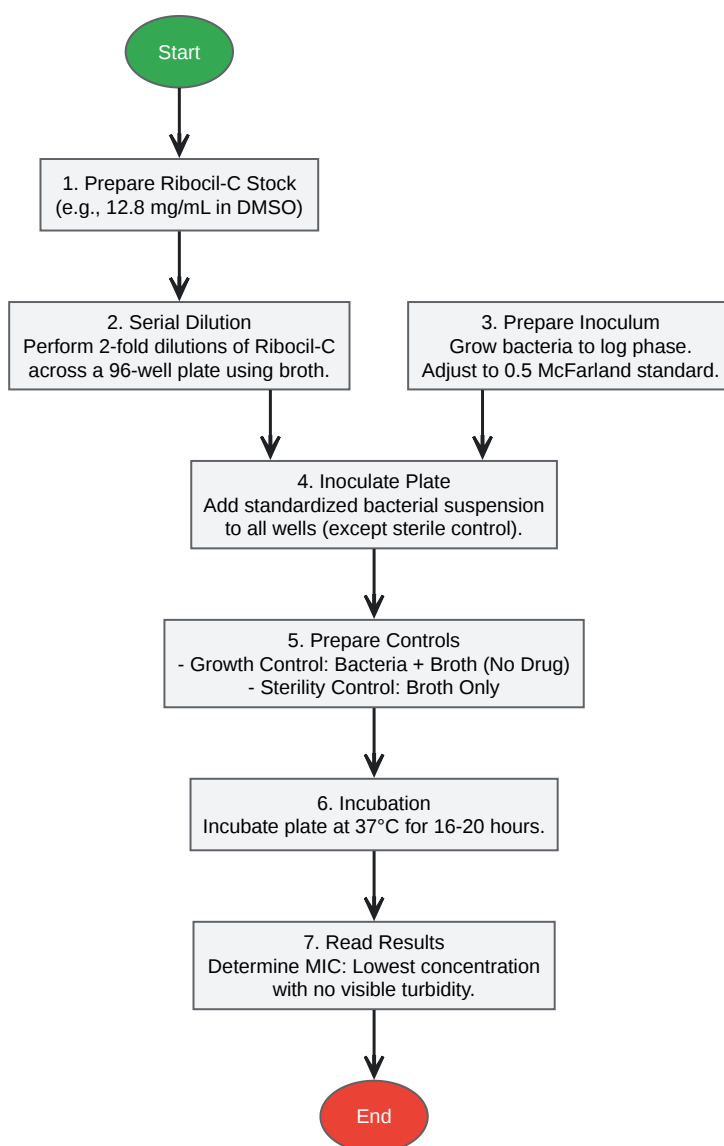 Start
1. Prepare Ribocil-C Stock
(e.g., 12.8 mg/mL in DMSO)
2. Serial Dilution
Perform 2-fold dilutions of Ribocil-C
across a 96-well plate using broth.
3. Prepare Inoculum
Grow bacteria to log phase.
Adjust to 0.5 McFarland standard.
4. Inoculate Plate
Add standardized bacterial suspension
to all wells (except sterile control).
5. Prepare Controls
- Growth Control: Bacteria + Broth (No Drug)
- Sterility Control: Broth Only
6. Incubation
Incubate plate at 37°C for 16-20 hours.
7. Read Results
Determine MIC: Lowest concentration
with no visible turbidity.
End